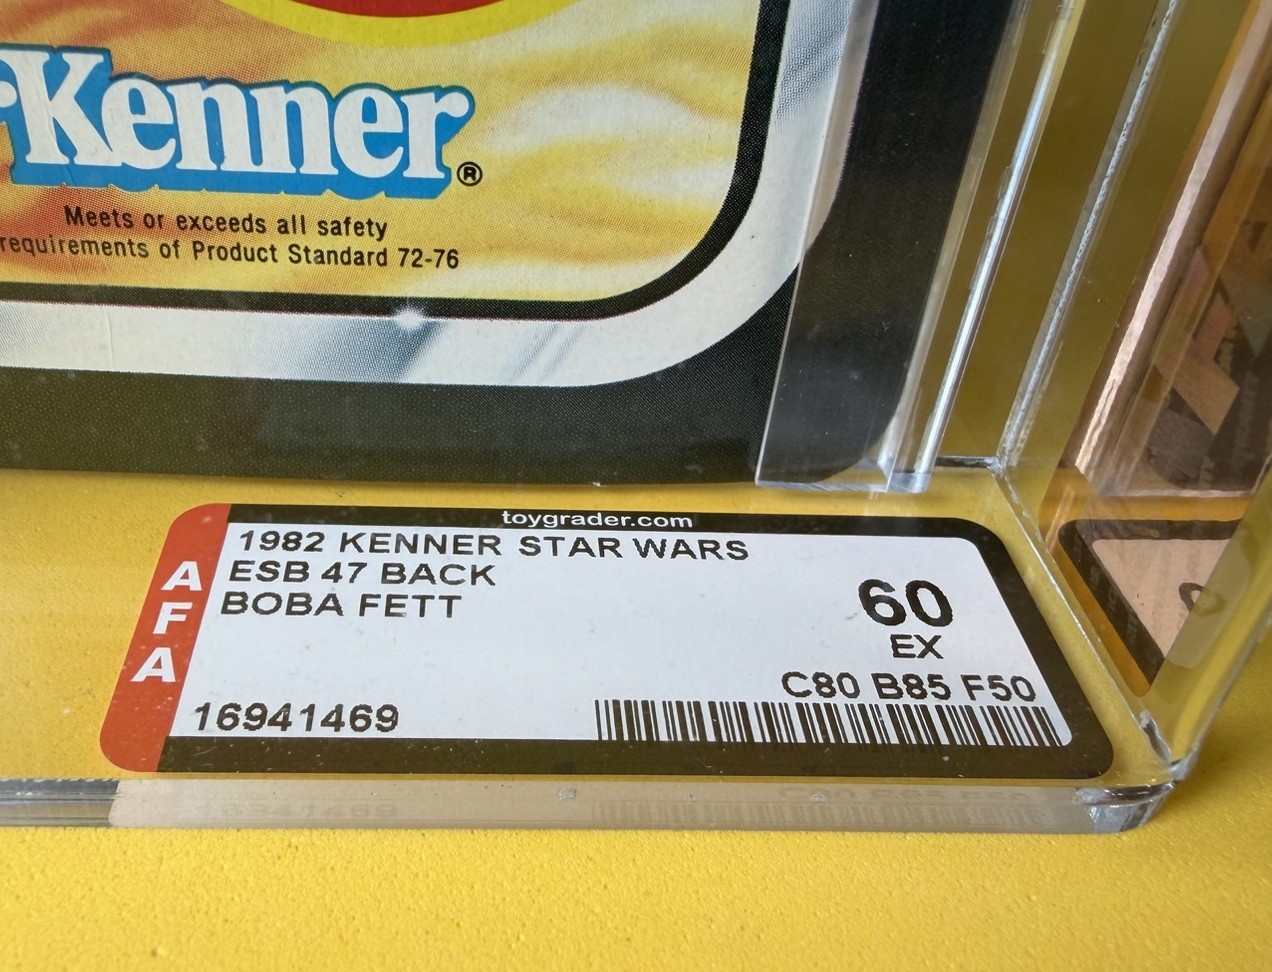 Kenner®
Meets or exceeds all safety
requirements of Product Standard 72-76
toygrader.com
AFA
1982 KENNER STAR WARS
ESB 47 BACK
BOBA FETT
60
EX
C80 B85 F50
16941469